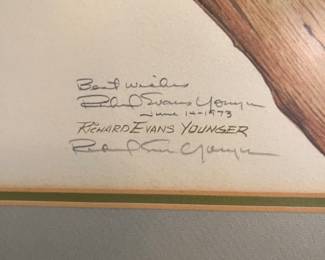 Best Wishes
Richard Evans Younger
June 14-1973
RICHARD EVANS YOUNGER
Richard Evans Younger